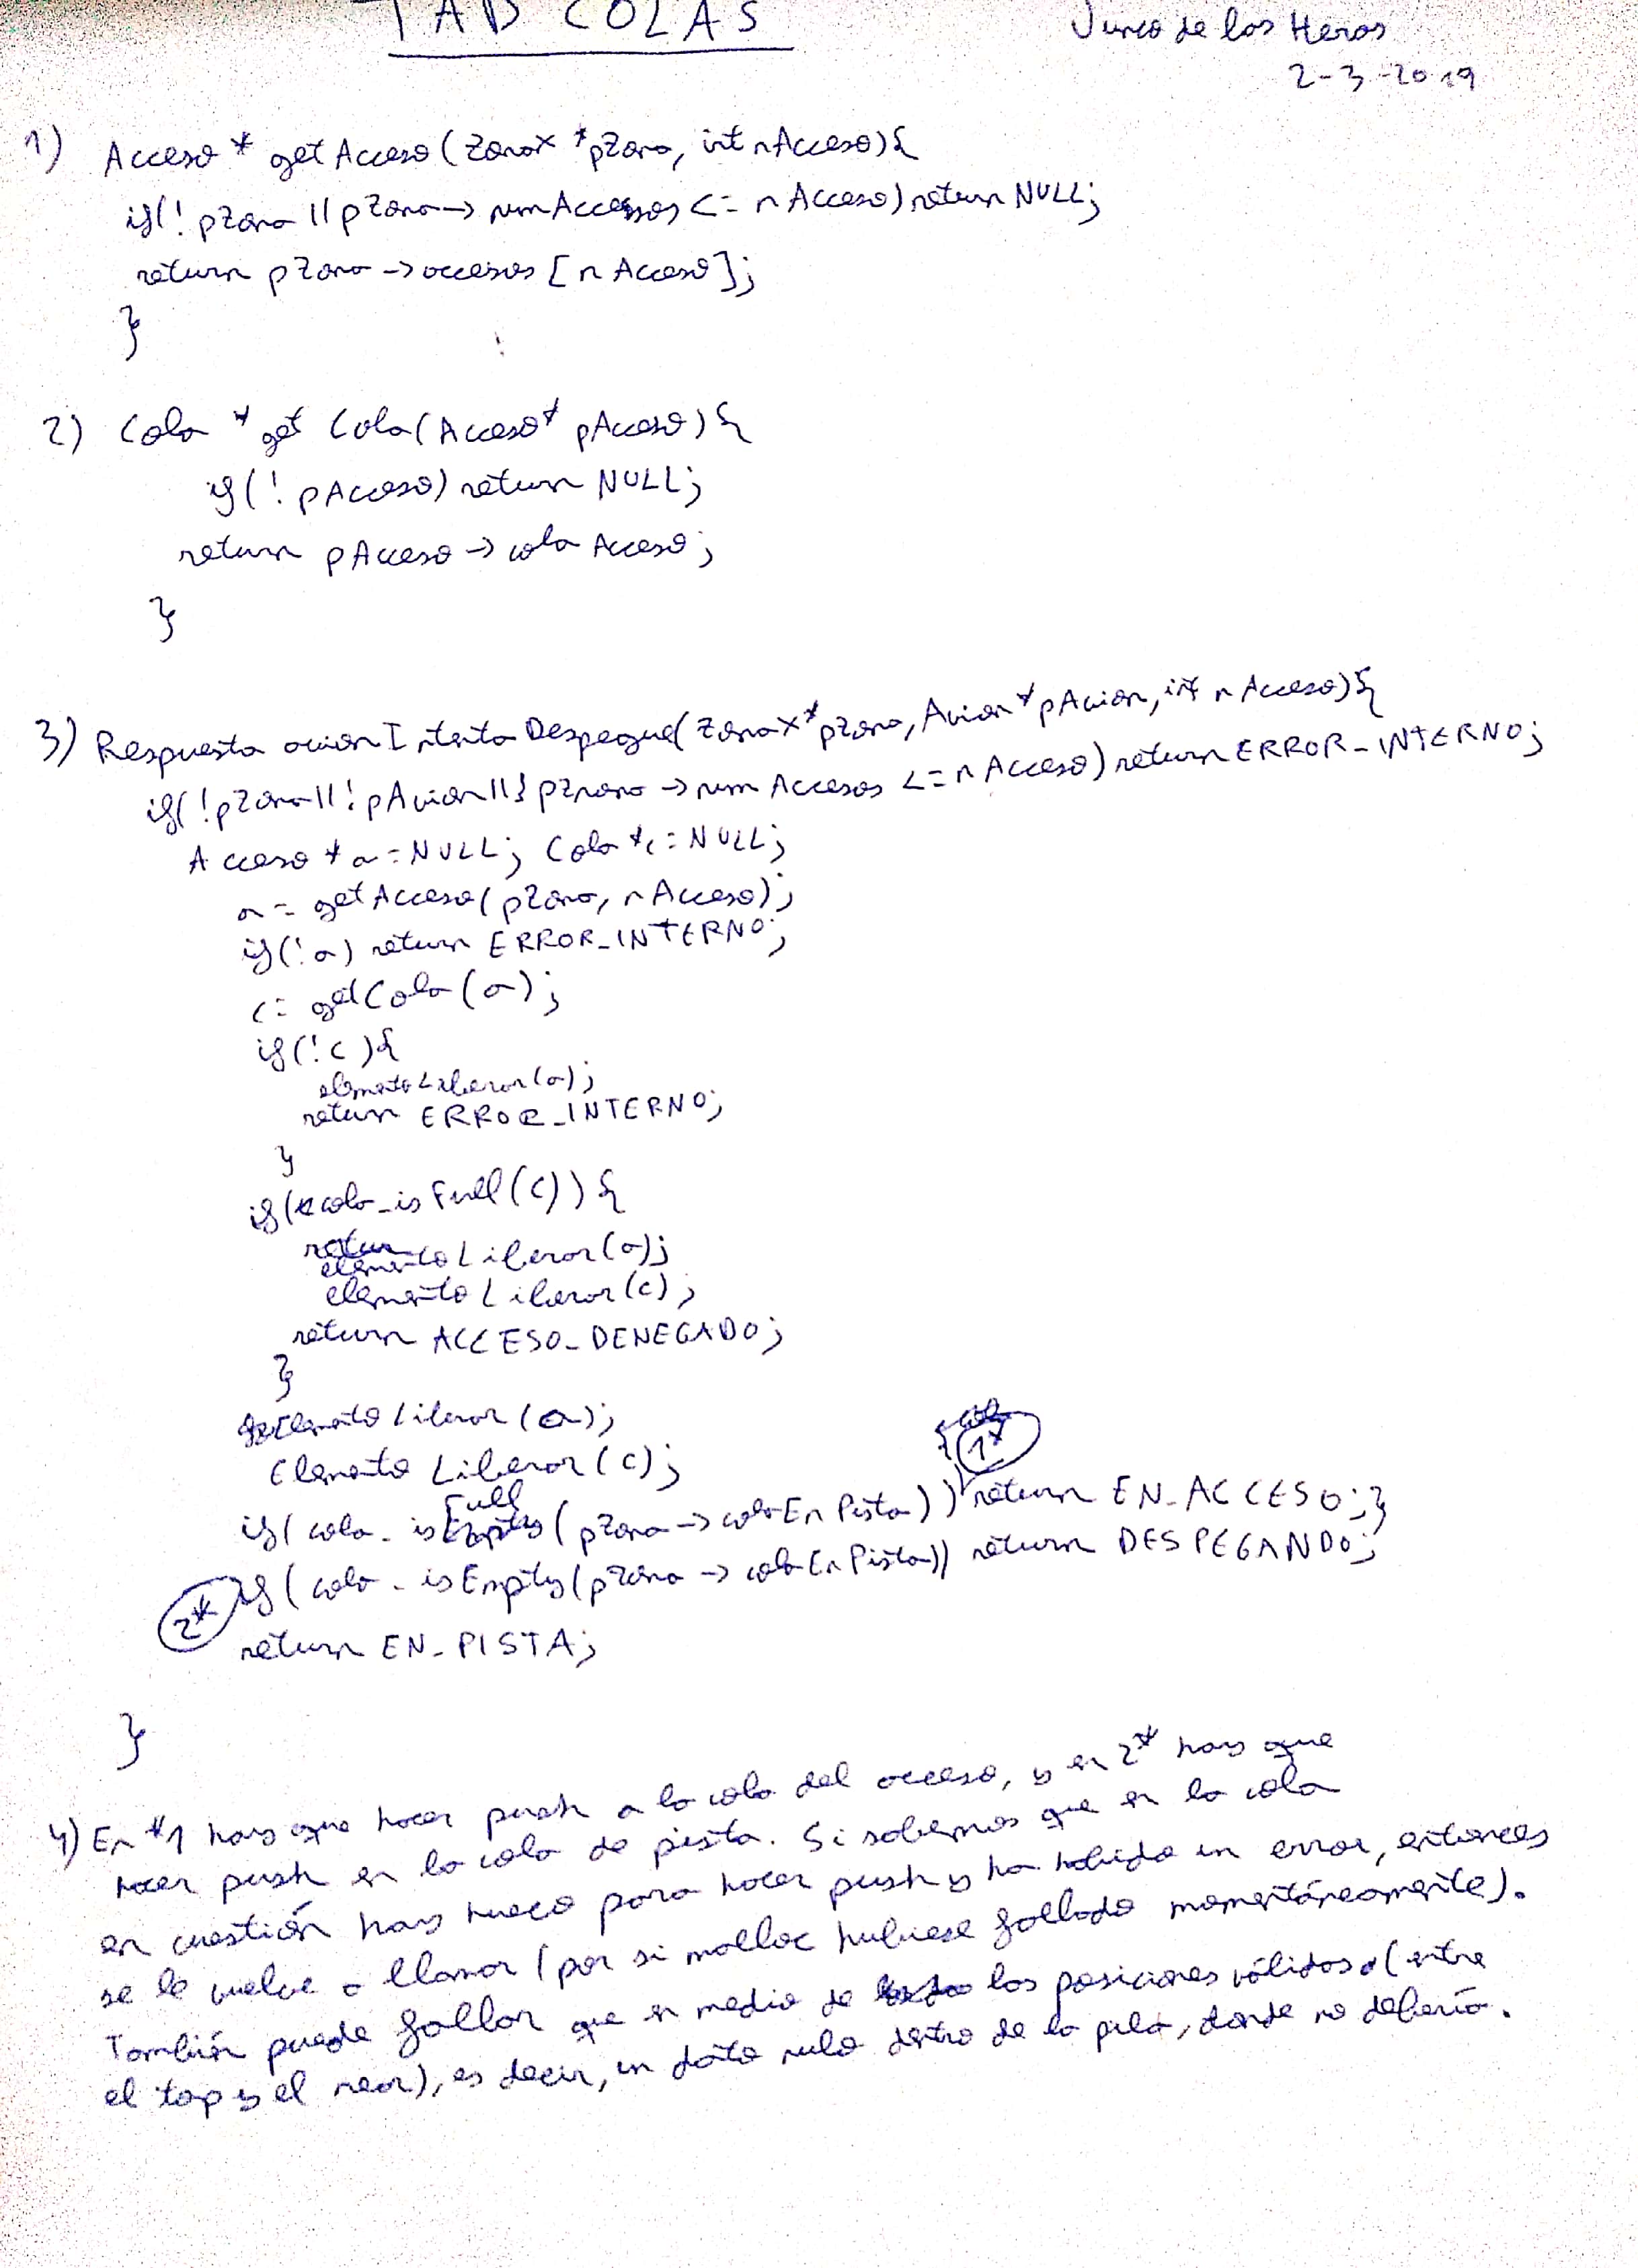 TAD COLAS
Junco de las Heras
2-3-2019
1) Acceso * getAcceso(ZonaX *pZona, int nAcceso){
if(!pZona || pZona -> numAccesos <= nAcceso) return NULL;
return pZona -> accesos [nAcceso];
}
2) Cola * getCola(Acceso* pAcceso){
if(!pAcceso) return NULL;
return pAcceso -> colaAcceso;
}
3) Respuesta avionIntentaDespegue(ZonaX* pZona, Avion* pAvion, int nAcceso){
if(!pZona || !pAvion || pZona -> numAccesos <= nAcceso) return ERROR_INTERNO;
Acceso * a = NULL; Cola *c = NULL;
a = getAcceso(pZona, nAcceso);
if(!a) return ERROR_INTERNO;
c = getCola(a);
if(!c){
elementoLiberar(a);
return ERROR_INTERNO;
}
if(cola_isFull(c)){
elementoLiberar(a);
elementoLiberar(c);
return ACCESO_DENEGADO;
}
ElementoLiberar(a);
ElementoLiberar(c);
{ 1*
if(cola_isFull(pZona -> colaEnPista)) return EN_ACCESO;}
2* if(cola_isEmpty(pZona -> colaEnPista)) return DESPEGANDO;
return EN_PISTA;
}
4) En *1 hay que hacer push a la cola del acceso, y en 2* hay que
hacer push en la cola de pista. Si sabemos que en la cola
en cuestión hay hueco para hacer push y ha habido un error, entonces
se le vuelve a llamar (por si malloc hubiese fallado momentáneamente).
También puede fallar que en medio de las posiciones válidas (entre
el top y el rear), es decir, un dato nulo dentro de la pila, donde no debería.